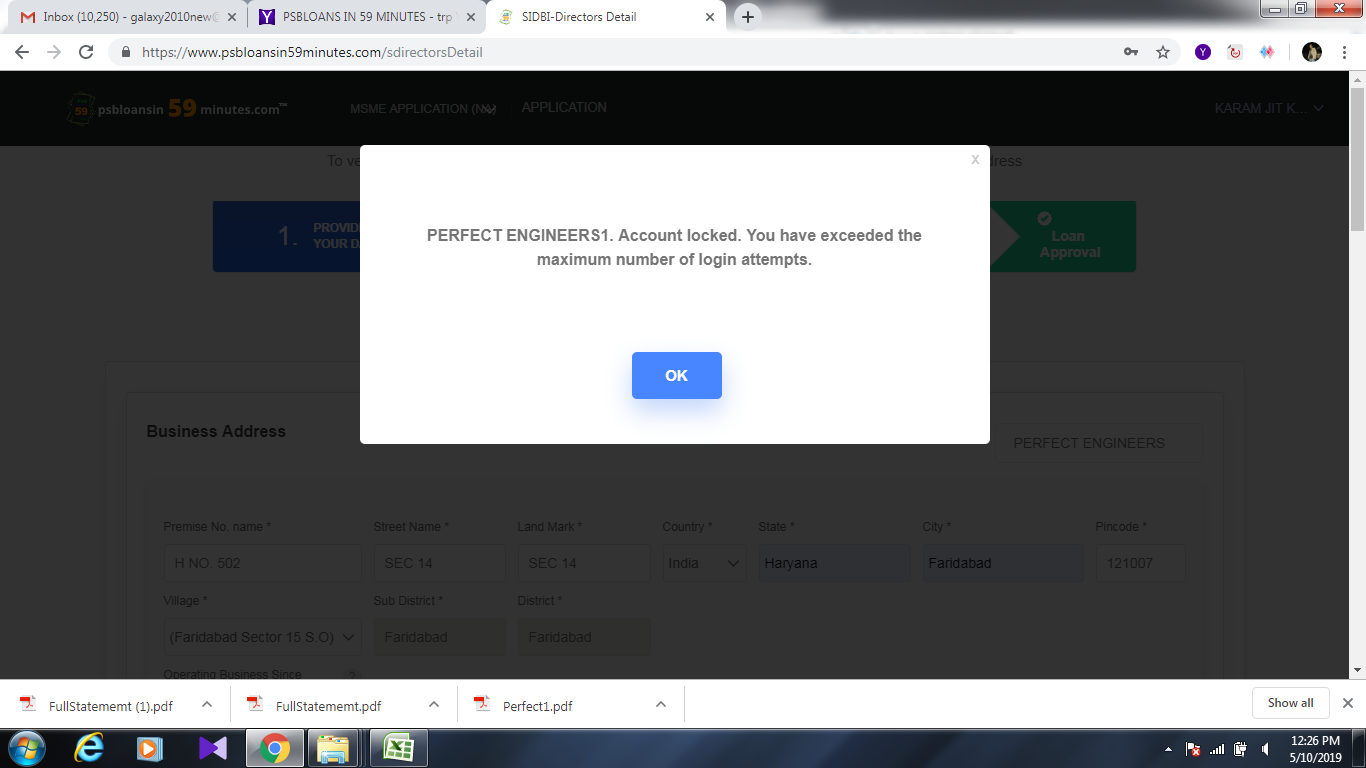 Inbox (10,250) - galaxy2010new@
PSBLOANS IN 59 MINUTES - trp
SIDBI-Directors Detail
https://www.psbloansin59minutes.com/sdirectorsDetail
psbloansin 59 minutes.com™
MSME APPLICATION
APPLICATION
KARAM JIT K...
To ve
dress
x
1.
PROVID
YOUR DA
Loan
Approval
PERFECT ENGINEERS1. Account locked. You have exceeded the
maximum number of login attempts.
OK
Business Address
PERFECT ENGINEERS
Premise No. name * Street Name * Land Mark * Country * State * City * Pincode *
H NO. 502 SEC 14 SEC 14 India Haryana Faridabad 121007
Village * Sub District * District *
(Faridabad Sector 15 S.O) Faridabad Faridabad
Operating Business Since ?
FullStatememt (1).pdf
FullStatememt.pdf
Perfect1.pdf
Show all
12:26 PM
5/10/2019